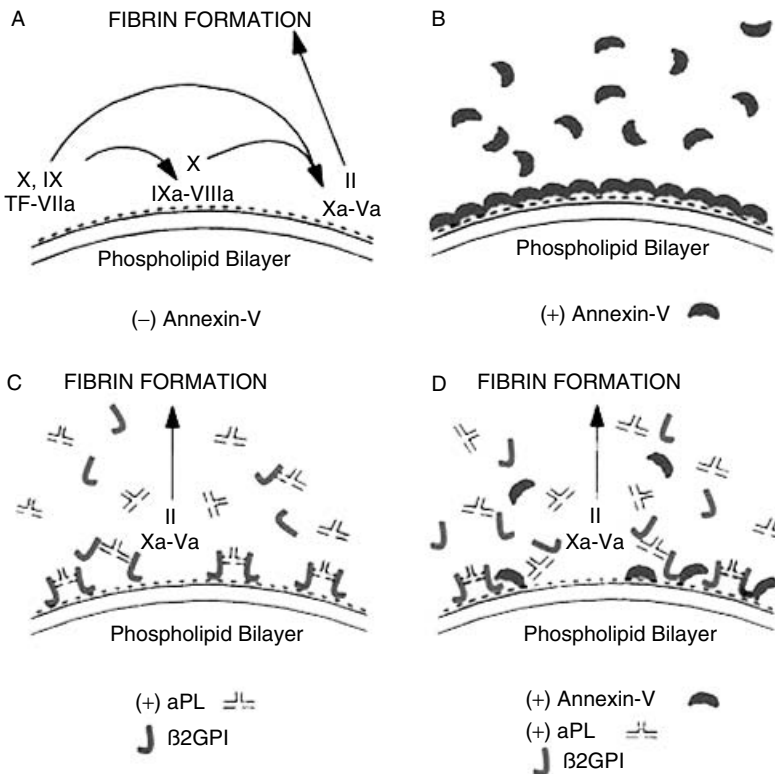 A
FIBRIN FORMATION
X, IX
TF-VIIa
X
IXa-VIIIa
II
Xa-Va
Phospholipid Bilayer
(–) Annexin-V
B
Phospholipid Bilayer
(+) Annexin-V
C
FIBRIN FORMATION
II
Xa-Va
Phospholipid Bilayer
(+) aPL
ß2GPI
D
FIBRIN FORMATION
II
Xa-Va
Phospholipid Bilayer
(+) Annexin-V
(+) aPL
ß2GPI